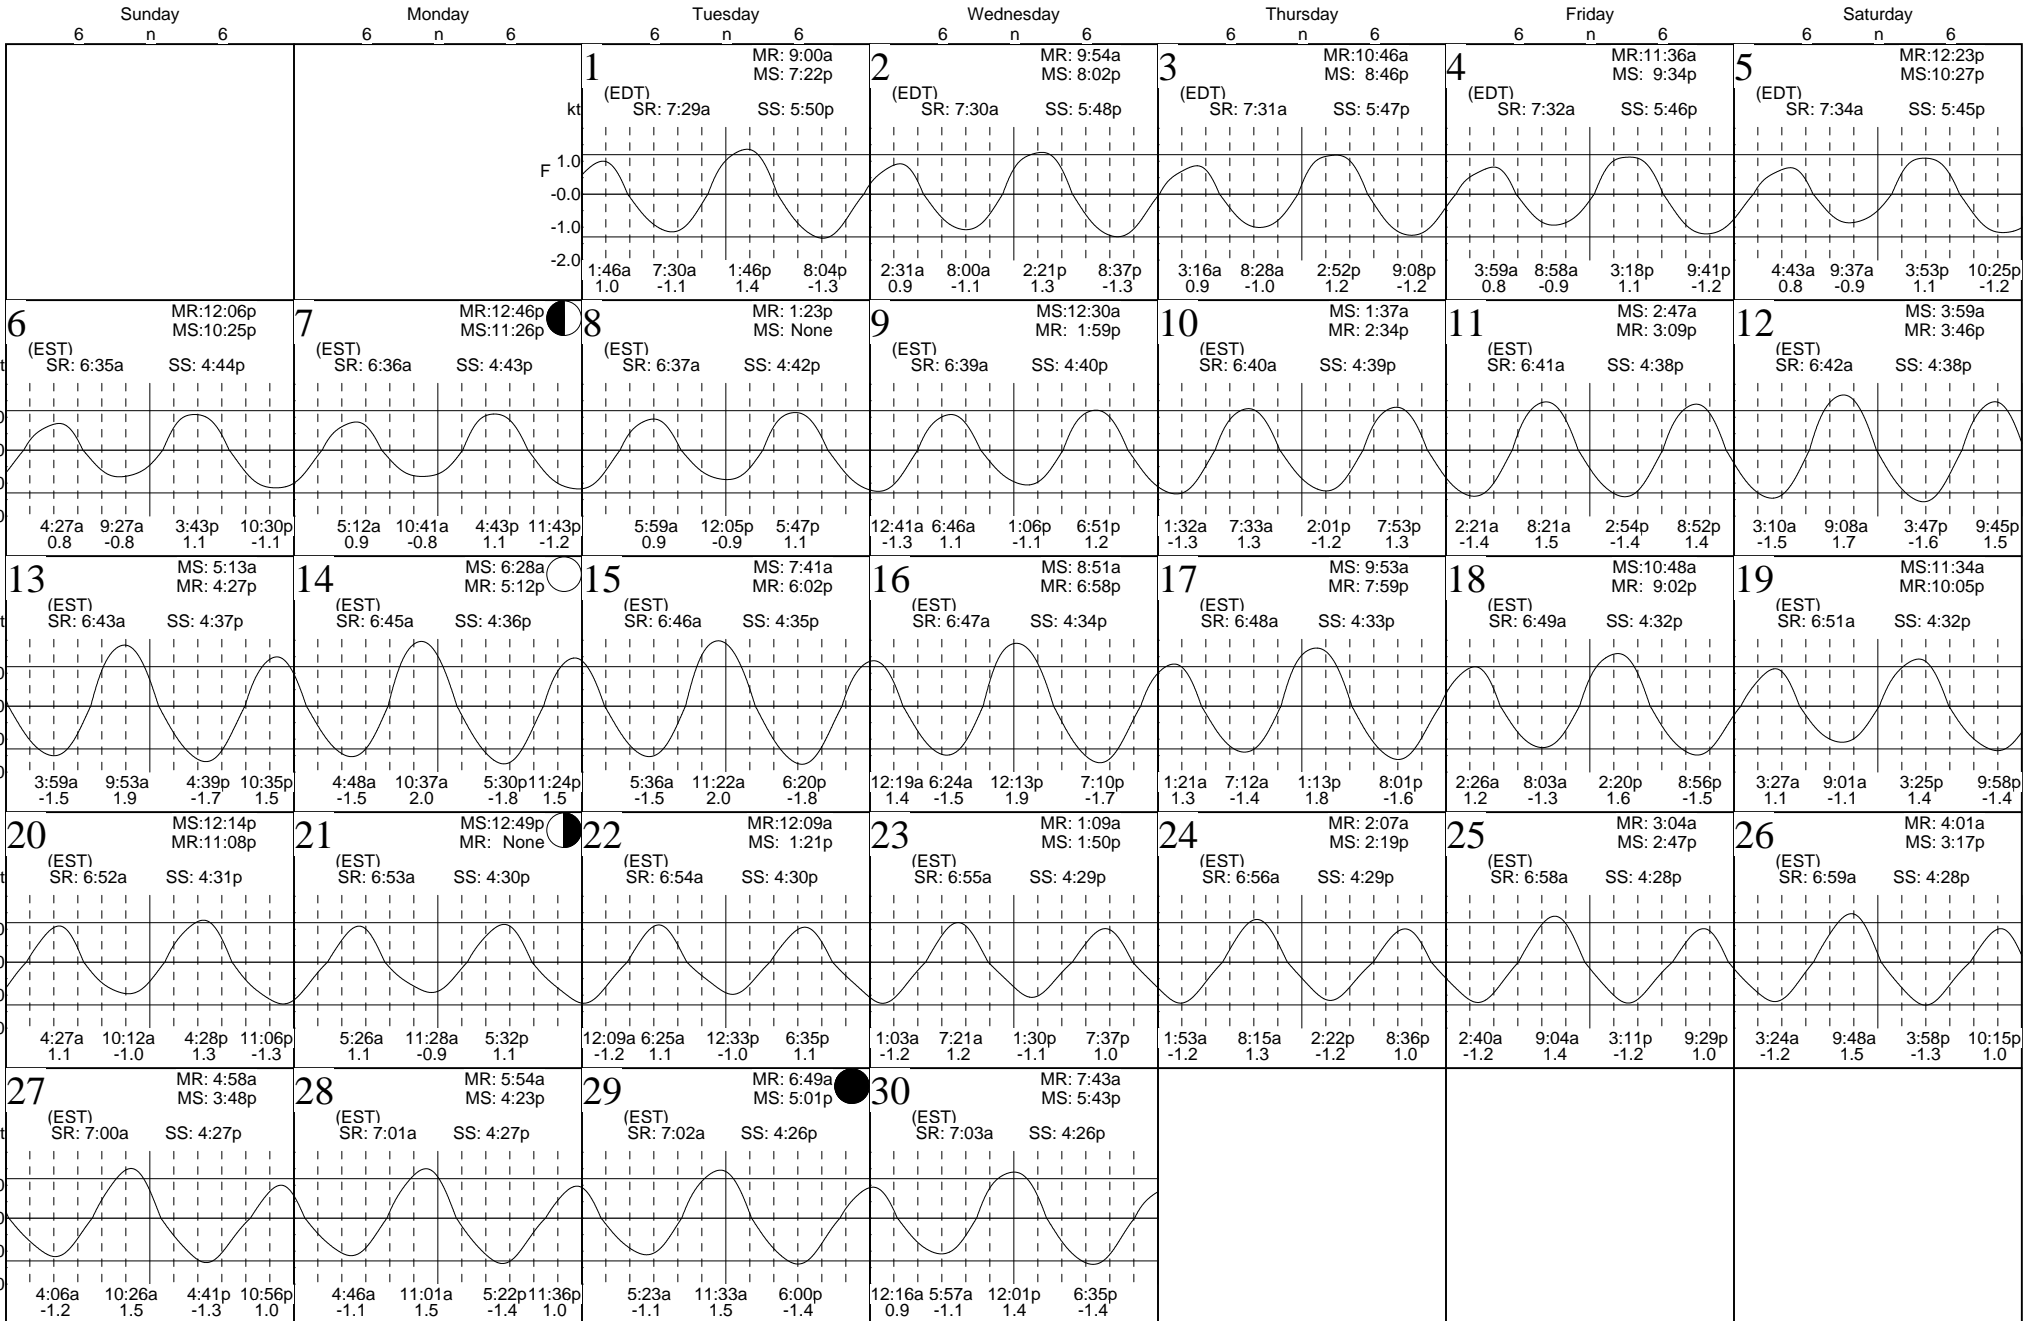 Sunday Monday Tuesday Wednesday Thursday Friday Saturday
6 n 6 6 n 6 6 n 6 6 n 6 6 n 6 6 n 6 6 n 6
1 MR: 9:00a
MS: 7:22p
(EDT)
kt SR: 7:29a SS: 5:50p
1.0
F
-0.0
-1.0
-2.0
1:46a 7:30a 1:46p 8:04p
1.0 -1.1 1.4 -1.3
2 MR: 9:54a
MS: 8:02p
(EDT)
SR: 7:30a SS: 5:48p
2:31a 8:00a 2:21p 8:37p
0.9 -1.1 1.3 -1.3
3 MR:10:46a
MS: 8:46p
(EDT)
SR: 7:31a SS: 5:47p
3:16a 8:28a 2:52p 9:08p
0.9 -1.0 1.2 -1.2
4 MR:11:36a
MS: 9:34p
(EDT)
SR: 7:32a SS: 5:46p
3:59a 8:58a 3:18p 9:41p
0.8 -0.9 1.1 -1.2
5 MR:12:23p
MS:10:27p
(EDT)
SR: 7:34a SS: 5:45p
4:43a 9:37a 3:53p 10:25p
0.8 -0.9 1.1 -1.2
6 MR:12:06p
MS:10:25p
(EST)
SR: 6:35a SS: 4:44p
4:27a 9:27a 3:43p 10:30p
0.8 -0.8 1.1 -1.1
7 MR:12:46p
MS:11:26p
(EST)
SR: 6:36a SS: 4:43p
5:12a 10:41a 4:43p 11:43p
0.9 -0.8 1.1 -1.2
8 MR: 1:23p
MS: None
(EST)
SR: 6:37a SS: 4:42p
5:59a 12:05p 5:47p
0.9 -0.9 1.1
9 MS:12:30a
MR: 1:59p
(EST)
SR: 6:39a SS: 4:40p
12:41a 6:46a 1:06p 6:51p
-1.3 1.1 -1.1 1.2
10 MS: 1:37a
MR: 2:34p
(EST)
SR: 6:40a SS: 4:39p
1:32a 7:33a 2:01p 7:53p
-1.3 1.3 -1.2 1.3
11 MS: 2:47a
MR: 3:09p
(EST)
SR: 6:41a SS: 4:38p
2:21a 8:21a 2:54p 8:52p
-1.4 1.5 -1.4 1.4
12 MS: 3:59a
MR: 3:46p
(EST)
SR: 6:42a SS: 4:38p
3:10a 9:08a 3:47p 9:45p
-1.5 1.7 -1.6 1.5
13 MS: 5:13a
MR: 4:27p
(EST)
SR: 6:43a SS: 4:37p
3:59a 9:53a 4:39p 10:35p
-1.5 1.9 -1.7 1.5
14 MS: 6:28a
MR: 5:12p
(EST)
SR: 6:45a SS: 4:36p
4:48a 10:37a 5:30p 11:24p
-1.5 2.0 -1.8 1.5
15 MS: 7:41a
MR: 6:02p
(EST)
SR: 6:46a SS: 4:35p
5:36a 11:22a 6:20p
-1.5 2.0 -1.8
16 MS: 8:51a
MR: 6:58p
(EST)
SR: 6:47a SS: 4:34p
12:19a 6:24a 12:13p 7:10p
1.4 -1.5 1.9 -1.7
17 MS: 9:53a
MR: 7:59p
(EST)
SR: 6:48a SS: 4:33p
1:21a 7:12a 1:13p 8:01p
1.3 -1.4 1.8 -1.6
18 MS:10:48a
MR: 9:02p
(EST)
SR: 6:49a SS: 4:32p
2:26a 8:03a 2:20p 8:56p
1.2 -1.3 1.6 -1.5
19 MS:11:34a
MR:10:05p
(EST)
SR: 6:51a SS: 4:32p
3:27a 9:01a 3:25p 9:58p
1.1 -1.1 1.4 -1.4
20 MS:12:14p
MR:11:08p
(EST)
SR: 6:52a SS: 4:31p
4:27a 10:12a 4:28p 11:06p
1.1 -1.0 1.3 -1.3
21 MS:12:49p
MR: None
(EST)
SR: 6:53a SS: 4:30p
5:26a 11:28a 5:32p
1.1 -0.9 1.1
22 MR:12:09a
MS: 1:21p
(EST)
SR: 6:54a SS: 4:30p
12:09a 6:25a 12:33p 6:35p
-1.2 1.1 -1.0 1.1
23 MR: 1:09a
MS: 1:50p
(EST)
SR: 6:55a SS: 4:29p
1:03a 7:21a 1:30p 7:37p
-1.2 1.2 -1.1 1.0
24 MR: 2:07a
MS: 2:19p
(EST)
SR: 6:56a SS: 4:29p
1:53a 8:15a 2:22p 8:36p
-1.2 1.3 -1.2 1.0
25 MR: 3:04a
MS: 2:47p
(EST)
SR: 6:58a SS: 4:28p
2:40a 9:04a 3:11p 9:29p
-1.2 1.4 -1.2 1.0
26 MR: 4:01a
MS: 3:17p
(EST)
SR: 6:59a SS: 4:28p
3:24a 9:48a 3:58p 10:15p
-1.2 1.5 -1.3 1.0
27 MR: 4:58a
MS: 3:48p
(EST)
SR: 7:00a SS: 4:27p
4:06a 10:26a 4:41p 10:56p
-1.2 1.5 -1.3 1.0
28 MR: 5:54a
MS: 4:23p
(EST)
SR: 7:01a SS: 4:27p
4:46a 11:01a 5:22p 11:36p
-1.1 1.5 -1.4 1.0
29 MR: 6:49a
MS: 5:01p
(EST)
SR: 7:02a SS: 4:26p
5:23a 11:33a 6:00p
-1.1 1.5 -1.4
30 MR: 7:43a
MS: 5:43p
(EST)
SR: 7:03a SS: 4:26p
12:16a 5:57a 12:01p 6:35p
0.9 -1.1 1.4 -1.4